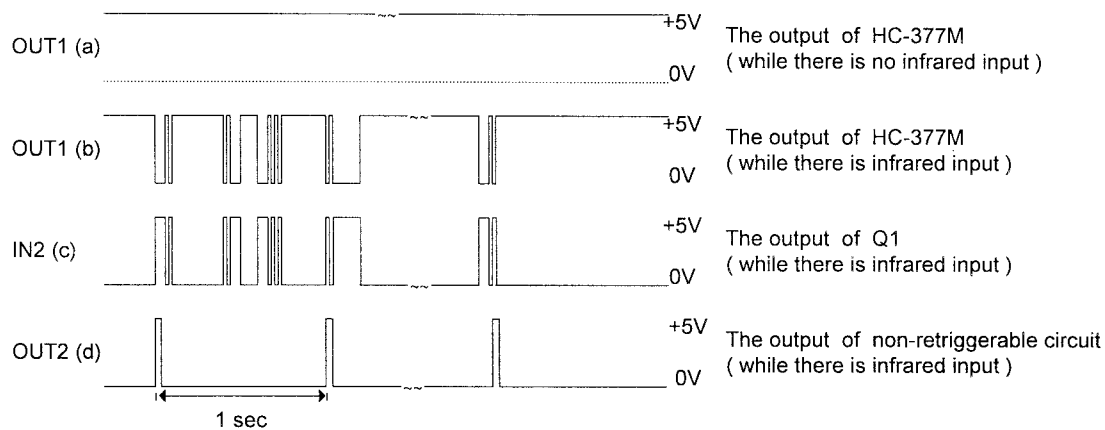 OUT1 (a)
+5V
0V
The output of HC-377M
( while there is no infrared input )
OUT1 (b)
+5V
0V
The output of HC-377M
( while there is infrared input )
IN2 (c)
+5V
0V
The output of Q1
( while there is infrared input )
OUT2 (d)
+5V
0V
The output of non-retriggerable circuit
( while there is infrared input )
1 sec